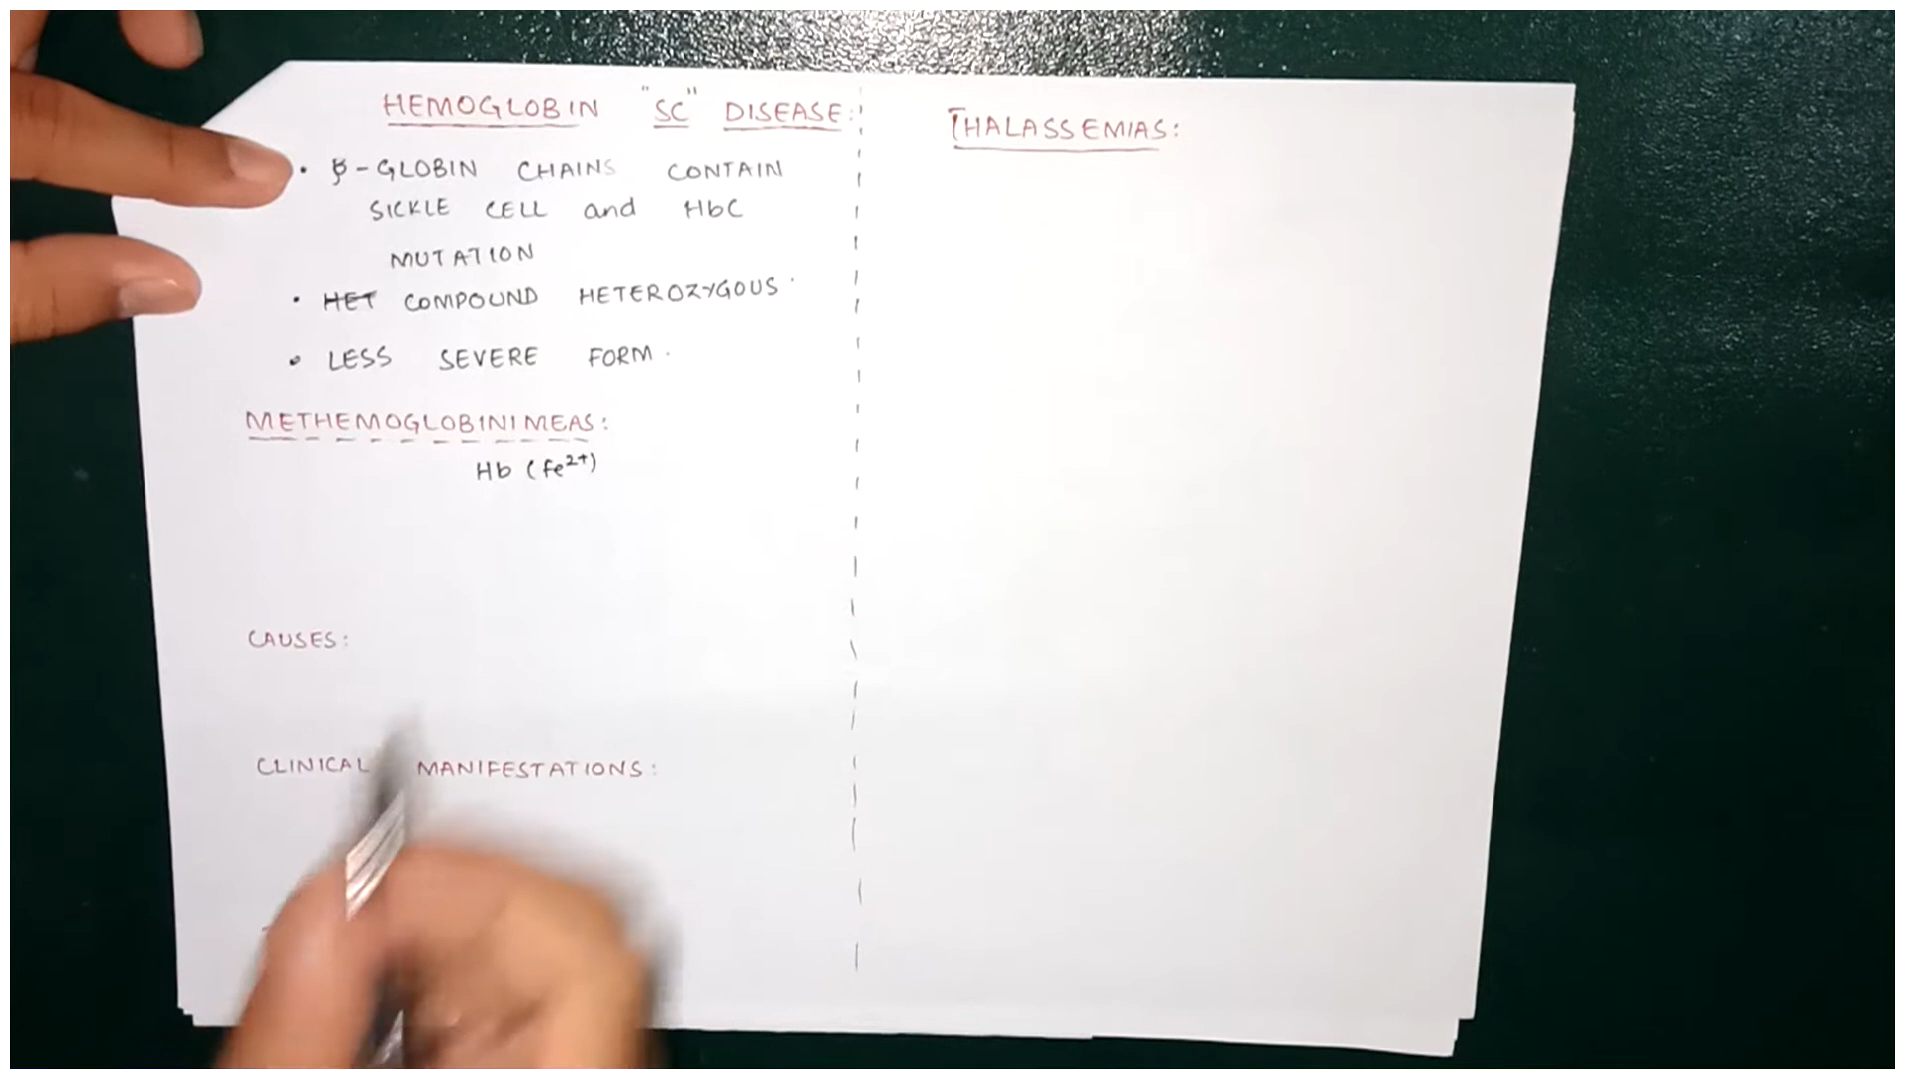 HEMOGLOBIN "SC" DISEASE:
• β-GLOBIN CHAINS CONTAIN
SICKLE CELL and HbC
MUTATION
• HET COMPOUND HETEROZYGOUS.
• LESS SEVERE FORM.
METHEMOGLOBINIMEAS:
Hb (Fe²⁺)
CAUSES:
CLINICAL MANIFESTATIONS:
THALASSEMIAS: